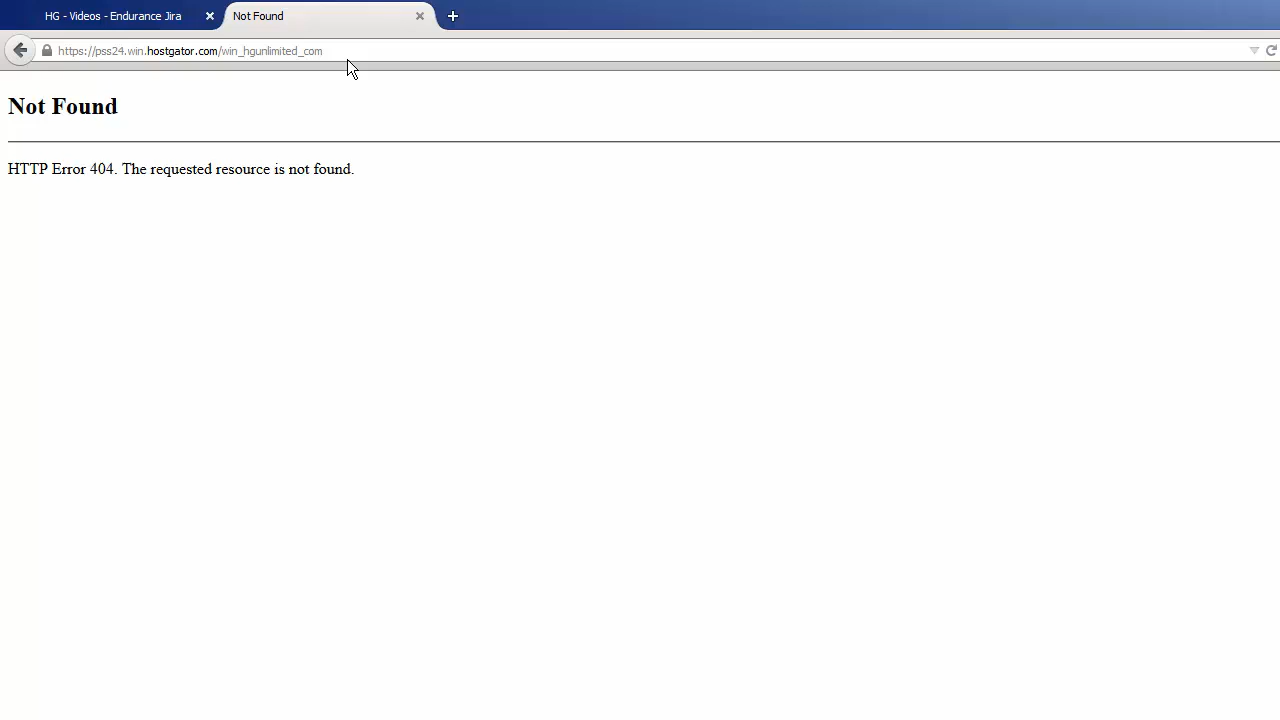 HG - Videos - Endurance Jira
Not Found
https://pss24.win.hostgator.com/win_hgunlimited_com
Not Found
HTTP Error 404. The requested resource is not found.